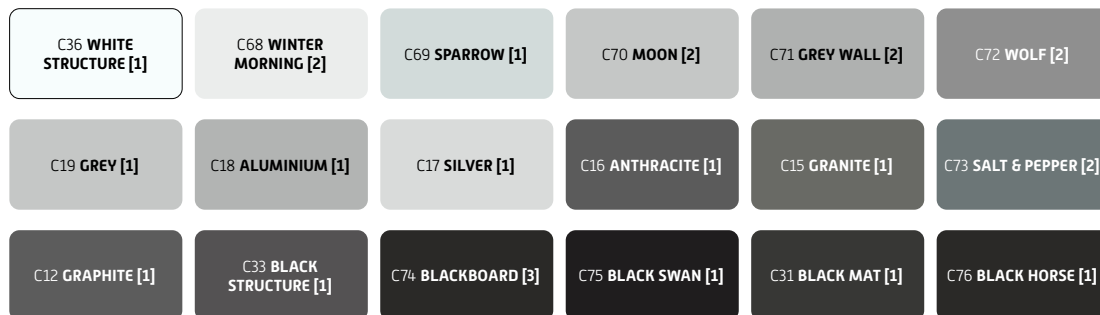 C36 WHITE
STRUCTURE [1]
C68 WINTER
MORNING [2]
C69 SPARROW [1]
C70 MOON [2]
C71 GREY WALL [2]
C72 WOLF [2]
C19 GREY [1]
C18 ALUMINIUM [1]
C17 SILVER [1]
C16 ANTHRACITE [1]
C15 GRANITE [1]
C73 SALT & PEPPER [2]
C12 GRAPHITE [1]
C33 BLACK
STRUCTURE [1]
C74 BLACKBOARD [3]
C75 BLACK SWAN [1]
C31 BLACK MAT [1]
C76 BLACK HORSE [1]